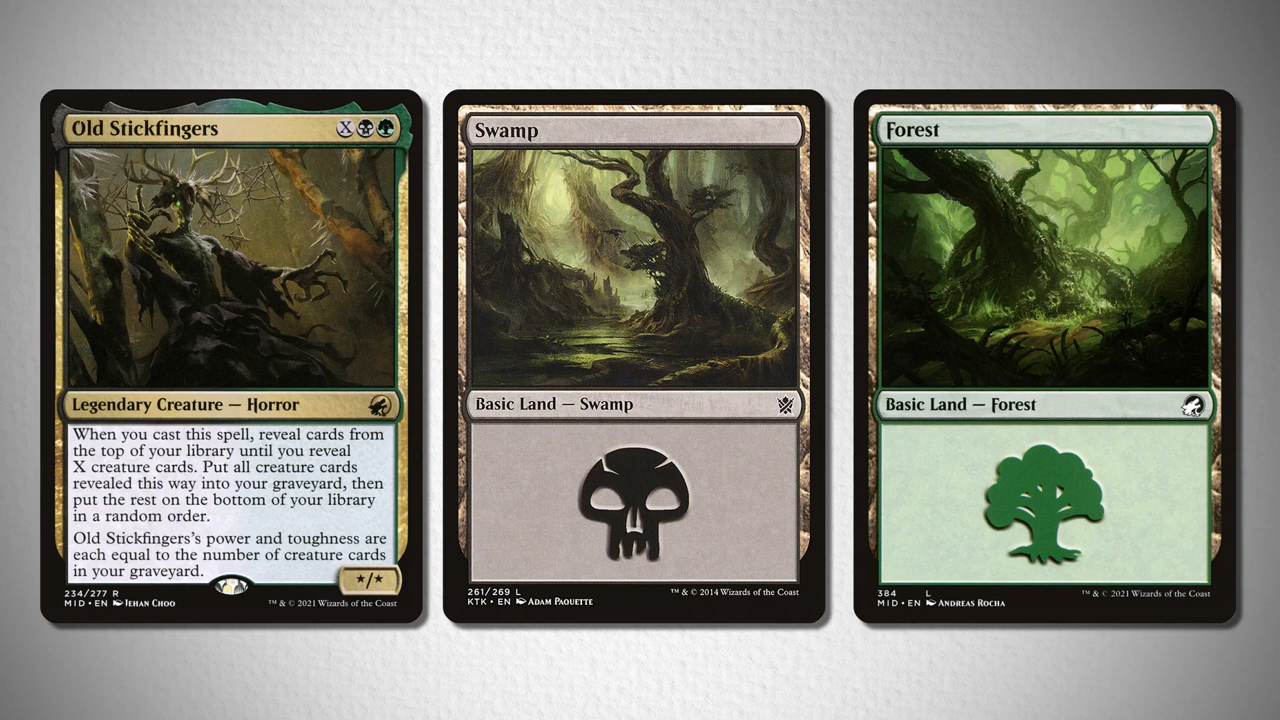 Old Stickfingers X
Legendary Creature — Horror
When you cast this spell, reveal cards from
the top of your library until you reveal
X creature cards. Put all creature cards
revealed this way into your graveyard, then
put the rest on the bottom of your library
in a random order.
Old Stickfingers's power and toughness are
each equal to the number of creature cards
in your graveyard.
★/★
234/277 R
MID • EN Jehan Choo
™ & © 2021 Wizards of the Coast
Swamp
Basic Land — Swamp
261/269 L
KTK • EN Adam Paquette
™ & © 2014 Wizards of the Coast
Forest
Basic Land — Forest
384 L
MID • EN Andreas Rocha
™ & © 2021 Wizards of the Coast